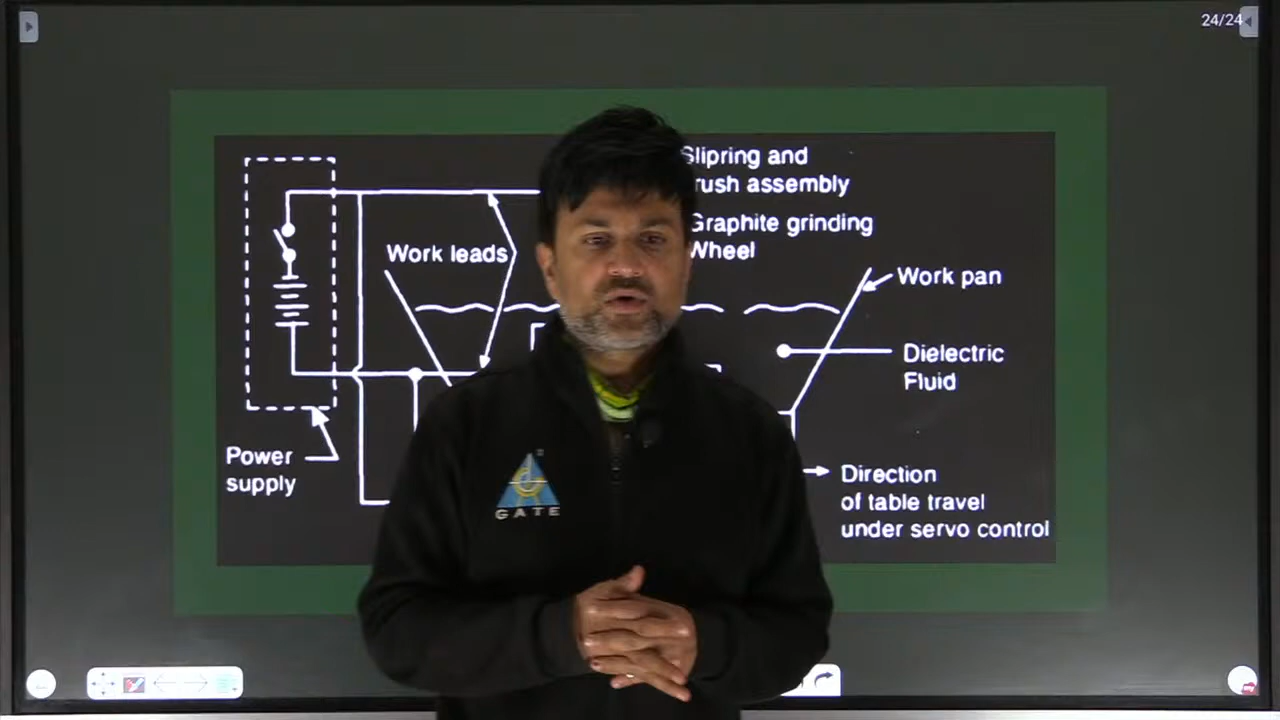 24/24
Slipring and
rush assembly
Graphite grinding
Wheel
Work leads
Work pan
Dielectric
Fluid
Power
supply
Direction
of table travel
under servo control
GATE